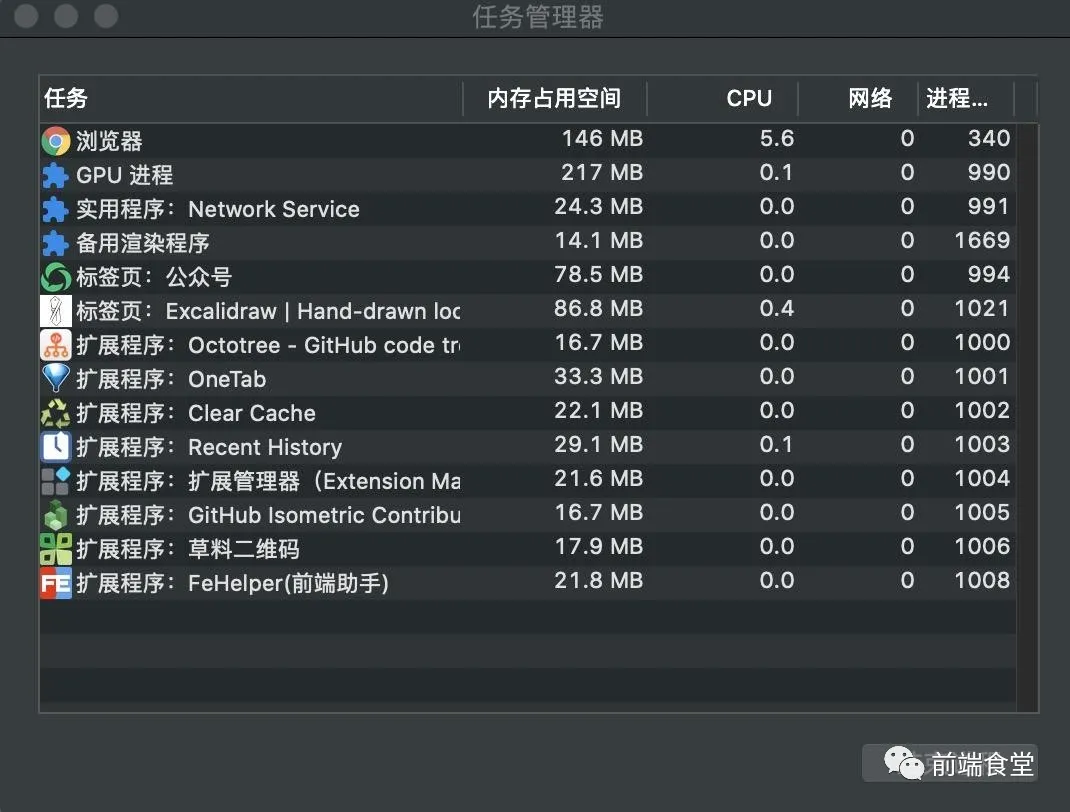 任务管理器
任务 内存占用空间 CPU 网络 进程...
浏览器 146 MB 5.6 0 340
GPU 进程 217 MB 0.1 0 990
实用程序：Network Service 24.3 MB 0.0 0 991
备用渲染程序 14.1 MB 0.0 0 1669
标签页：公众号 78.5 MB 0.0 0 994
标签页：Excalidraw | Hand-drawn loo 86.8 MB 0.4 0 1021
扩展程序：Octotree - GitHub code tr 16.7 MB 0.0 0 1000
扩展程序：OneTab 33.3 MB 0.0 0 1001
扩展程序：Clear Cache 22.1 MB 0.0 0 1002
扩展程序：Recent History 29.1 MB 0.1 0 1003
扩展程序：扩展管理器（Extension Ma 21.6 MB 0.0 0 1004
扩展程序：GitHub Isometric Contribu 16.7 MB 0.0 0 1005
扩展程序：草料二维码 17.9 MB 0.0 0 1006
FE 扩展程序：FeHelper(前端助手) 21.8 MB 0.0 0 1008
前端食堂